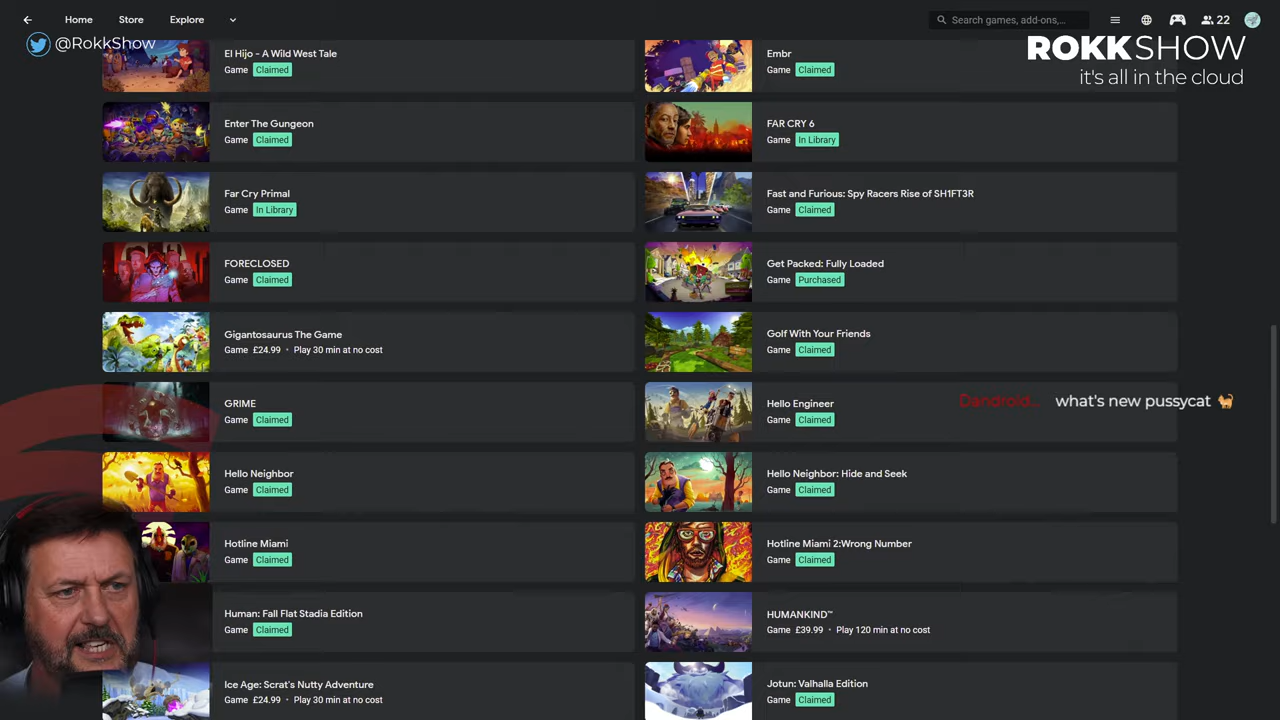 Home Store Explore
Search games, add-ons,...
22
@RokkShow
ROKKSHOW
it's all in the cloud
El Hijo - A Wild West Tale
Game Claimed
Embr
Game Claimed
Enter The Gungeon
Game Claimed
FAR CRY 6
Game In Library
Far Cry Primal
Game In Library
Fast and Furious: Spy Racers Rise of SH1FT3R
Game Claimed
FORECLOSED
Game Claimed
Get Packed: Fully Loaded
Game Purchased
Gigantosaurus The Game
Game £24.99 • Play 30 min at no cost
Golf With Your Friends
Game Claimed
GRIME
Game Claimed
Hello Engineer
Game Claimed
Dandroid... what's new pussycat 🐈
Hello Neighbor
Game Claimed
Hello Neighbor: Hide and Seek
Game Claimed
Hotline Miami
Game Claimed
Hotline Miami 2:Wrong Number
Game Claimed
Human: Fall Flat Stadia Edition
Game Claimed
HUMANKIND™
Game £39.99 • Play 120 min at no cost
Ice Age: Scrat's Nutty Adventure
Game £24.99 • Play 30 min at no cost
Jotun: Valhalla Edition
Game Claimed